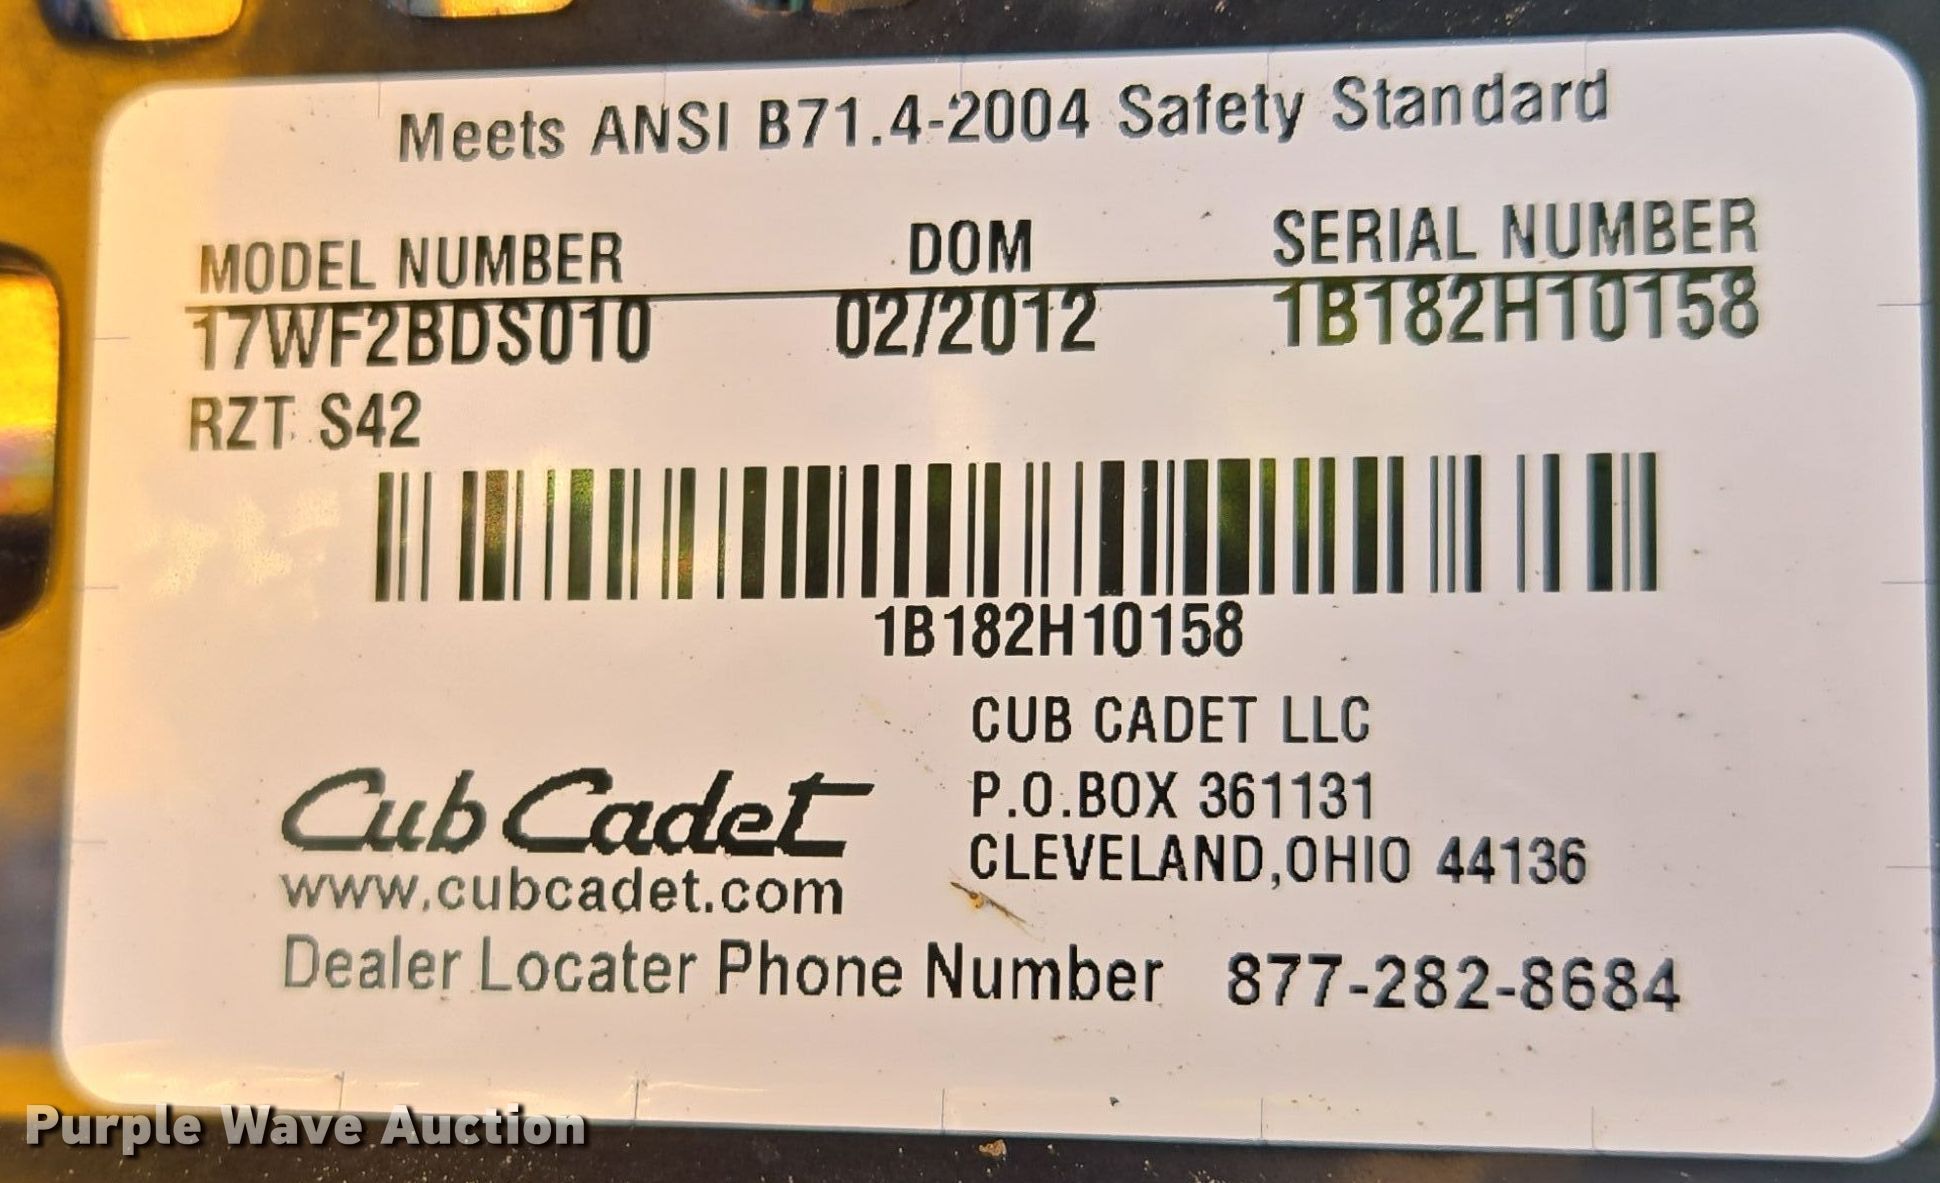 Meets ANSI B71.4-2004 Safety Standard
MODEL NUMBER DOM SERIAL NUMBER
17WF2BDS010 02/2012 1B182H10158
RZT S42
1B182H10158
CUB CADET LLC
P.O.BOX 361131
CLEVELAND,OHIO 44136
Cub Cadet
www.cubcadet.com
Dealer Locater Phone Number 877-282-8684
Purple Wave Auction